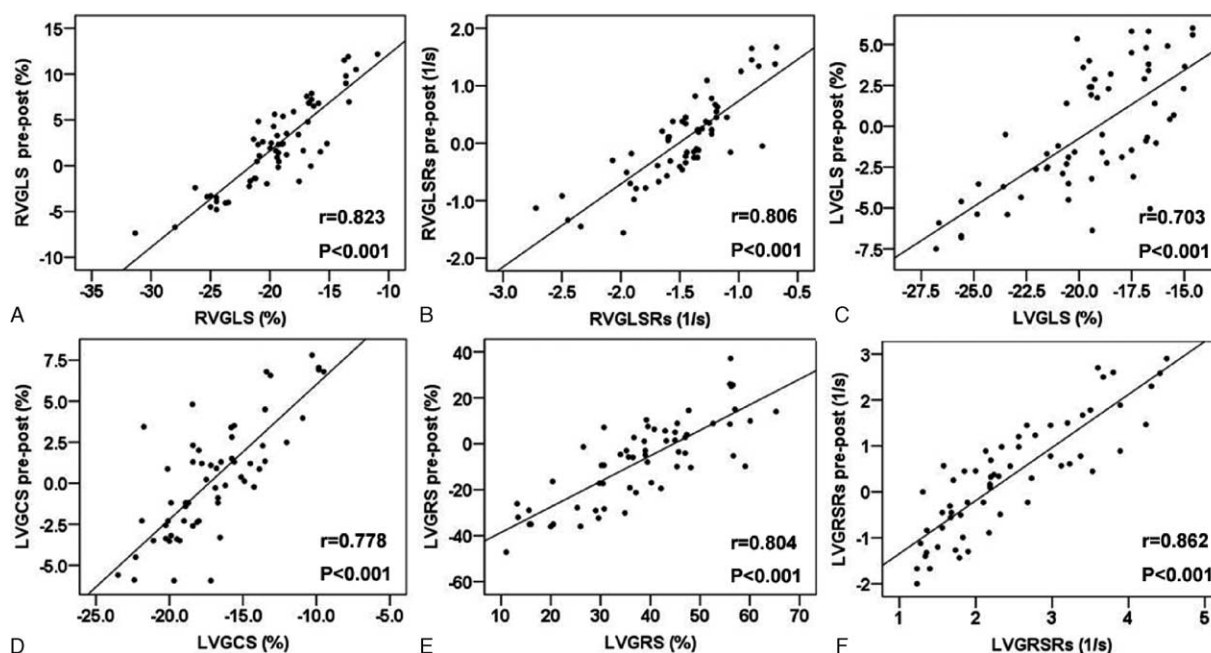 RVGLS pre-post (%)
15
10
5
0
-5
-10
r=0.823
P<0.001
-35 -30 -25 -20 -15 -10
A RVGLS (%)
RVGLSRs pre-post (1/s)
2.0
1.0
0.0
-1.0
-2.0
r=0.806
P<0.001
-3.0 -2.5 -2.0 -1.5 -1.0 -0.5
B RVGLSRs (1/s)
LVGLS pre-post (%)
5.0
2.5
0.0
-2.5
-5.0
-7.5
r=0.703
P<0.001
-27.5 -25.0 -22.5 -20.0 -17.5 -15.0
C LVGLS (%)
LVGCS pre-post (%)
7.5
5.0
2.5
0.0
-2.5
-5.0
r=0.778
P<0.001
-25.0 -20.0 -15.0 -10.0 -5.0
D LVGCS (%)
LVGRS pre-post (%)
40
20
0
-20
-40
-60
r=0.804
P<0.001
10 20 30 40 50 60 70
E LVGRS (%)
LVGRSRs pre-post (1/s)
3
2
1
0
-1
-2
r=0.862
P<0.001
1 2 3 4 5
F LVGRSRs (1/s)